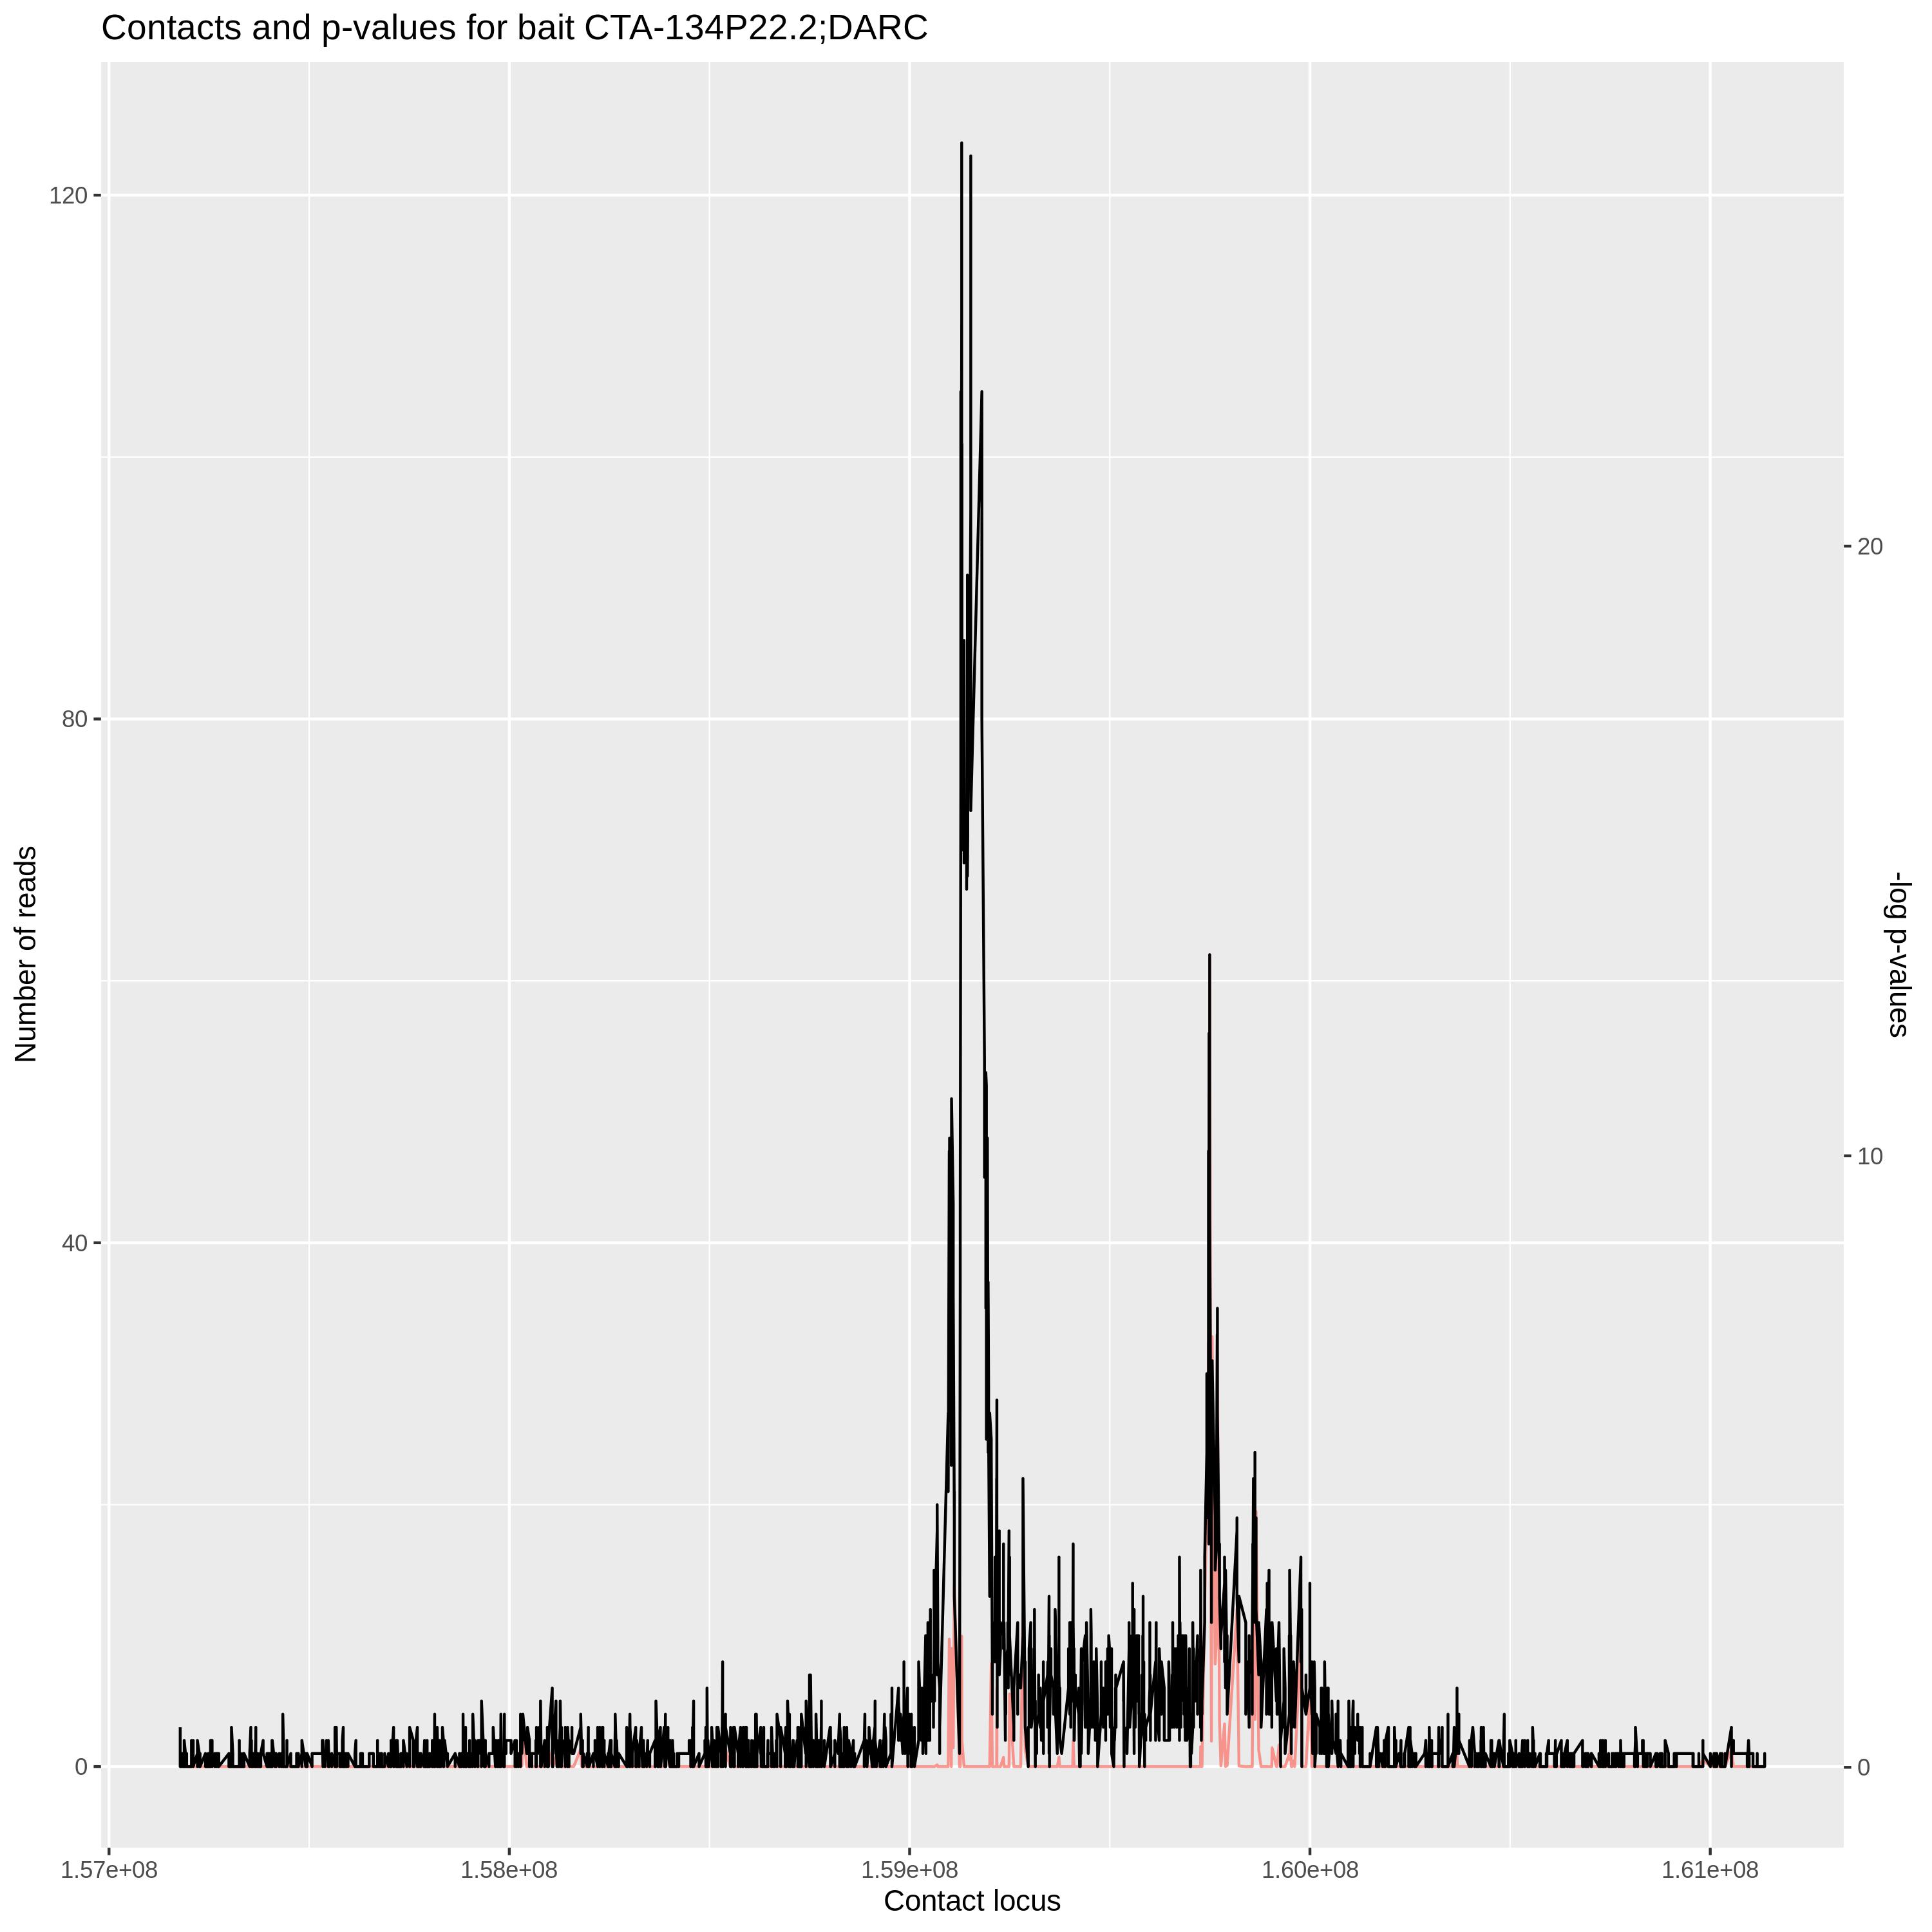 Contacts and p-values for bait CTA-134P22.2;DARC
120
80
40
0
Number of reads
20
10
0
-log p-values
1.57e+08
1.58e+08
1.59e+08
1.60e+08
1.61e+08
Contact locus